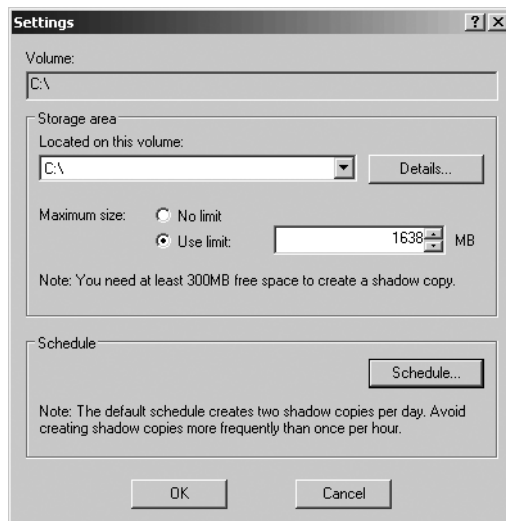 Settings
Volume:
C:\
Storage area
Located on this volume:
C:\
Details...
Maximum size:
No limit
Use limit:
1638
MB
Note: You need at least 300MB free space to create a shadow copy.
Schedule
Schedule...
Note: The default schedule creates two shadow copies per day. Avoid
creating shadow copies more frequently than once per hour.
OK
Cancel